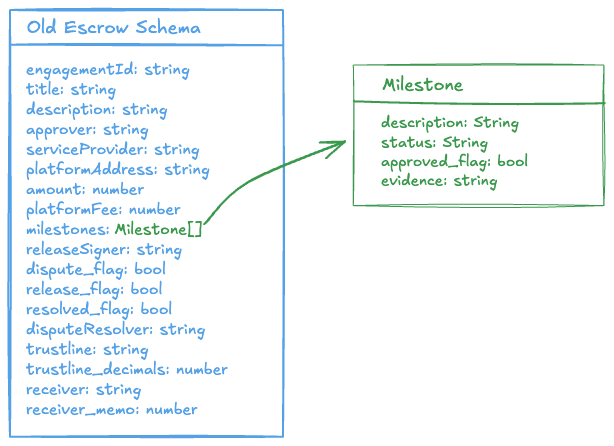 Old Escrow Schema
engagementId: string
title: string
description: string
approver: string
serviceProvider: string
platformAddress: string
amount: number
platformFee: number
milestones: Milestone[]
releaseSigner: string
dispute_flag: bool
release_flag: bool
resolved_flag: bool
disputeResolver: string
trustline: string
trustline_decimals: number
receiver: string
receiver_memo: number
Milestone
description: String
status: String
approved_flag: bool
evidence: string